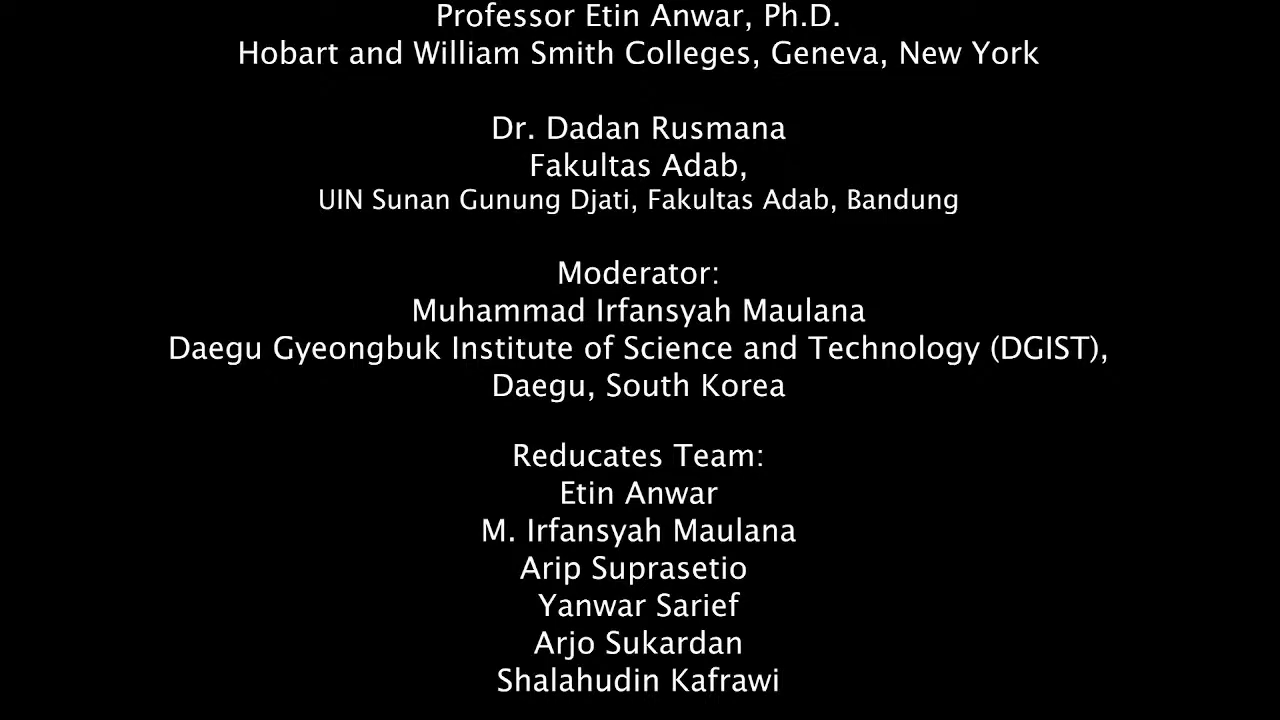 Professor Etin Anwar, Ph.D.
Hobart and William Smith Colleges, Geneva, New York
Dr. Dadan Rusmana
Fakultas Adab,
UIN Sunan Gunung Djati, Fakultas Adab, Bandung
Moderator:
Muhammad Irfansyah Maulana
Daegu Gyeongbuk Institute of Science and Technology (DGIST),
Daegu, South Korea
Reducates Team:
Etin Anwar
M. Irfansyah Maulana
Arip Suprasetio
Yanwar Sarief
Arjo Sukardan
Shalahudin Kafrawi